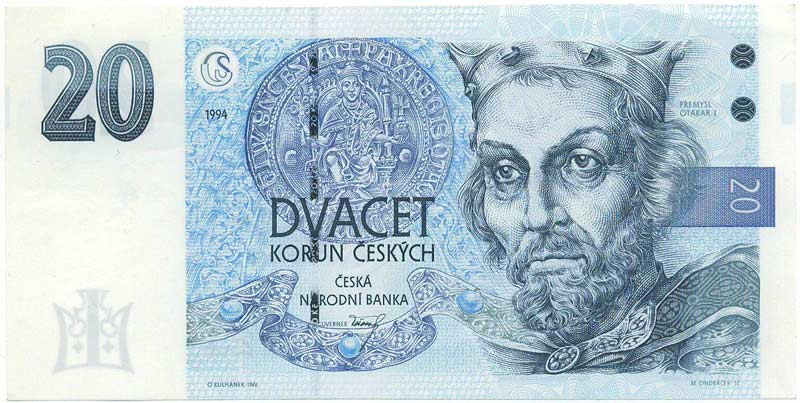 20
1994
PŘEMYSL
OTAKAR I.
20
DVACET
KORUN ČESKÝCH
ČESKÁ
NÁRODNÍ BANKA
GUVERNÉR
O. KULHÁNEK INV.
M. ONDRÁČEK SC.